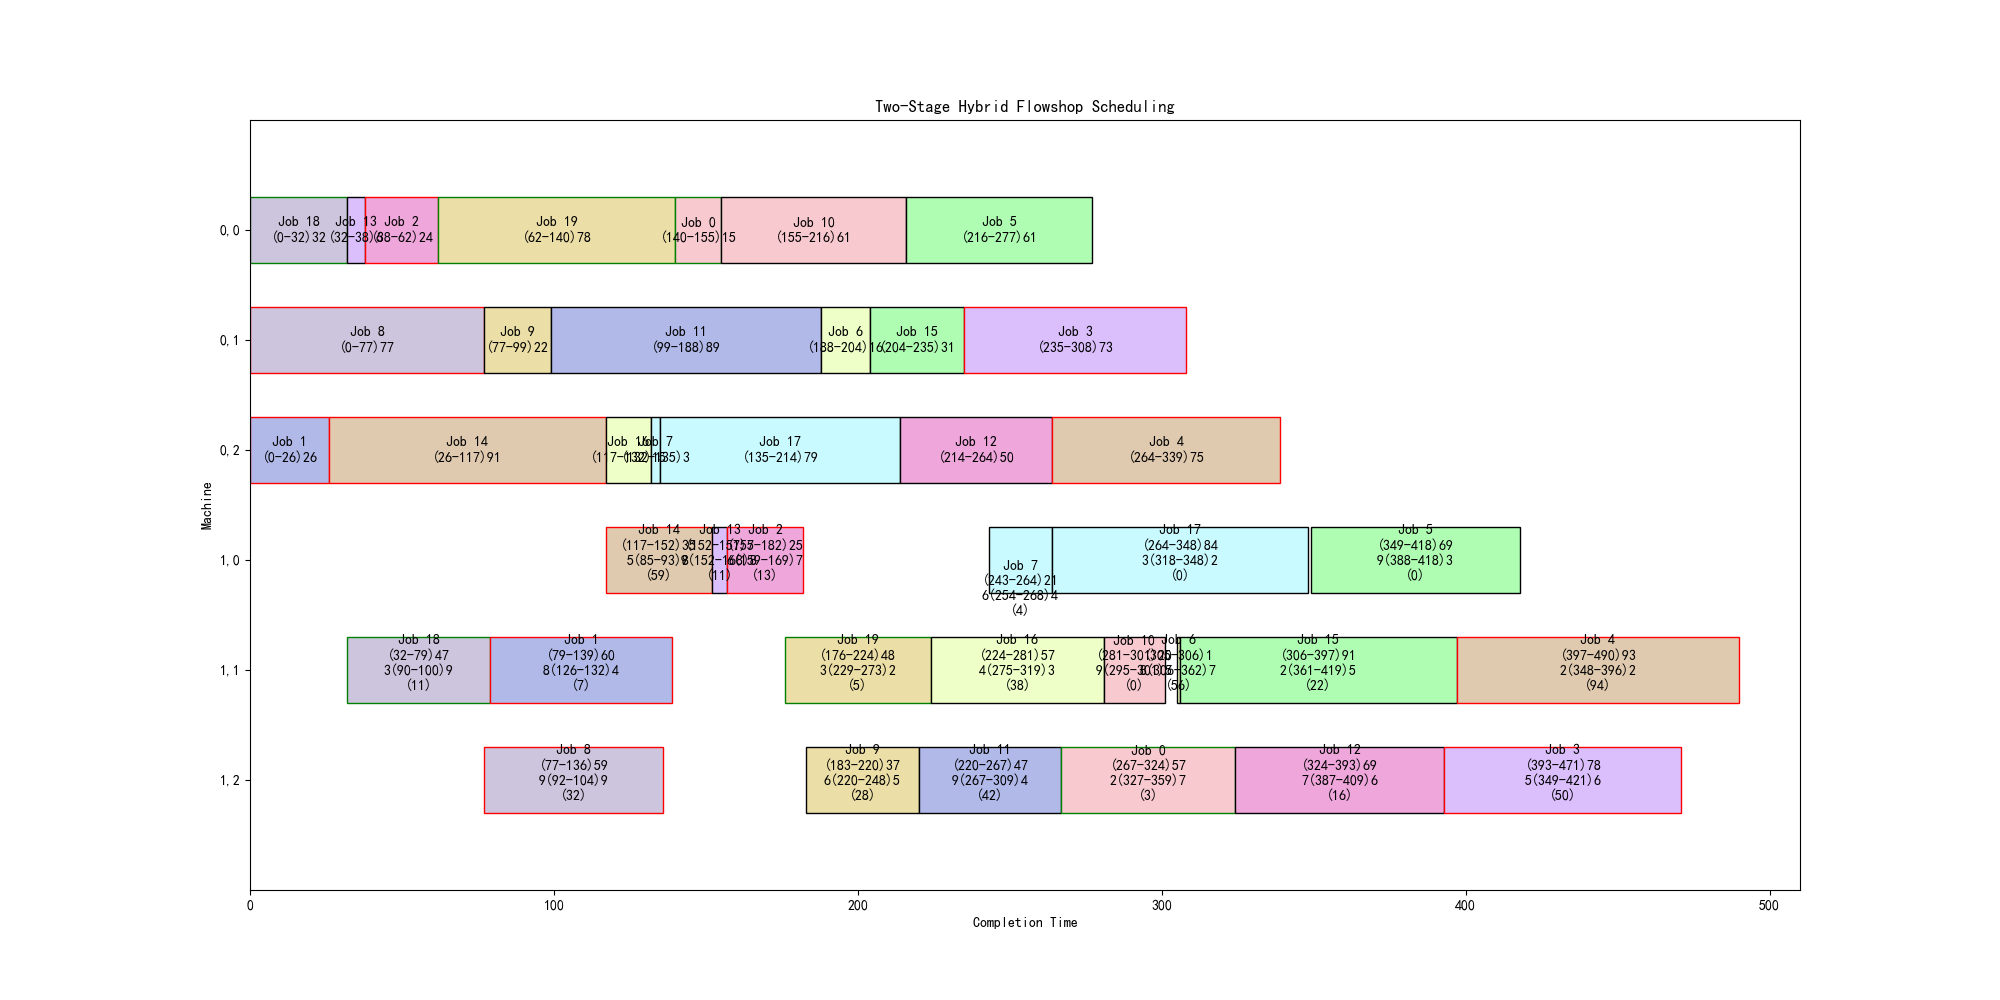 Two-Stage Hybrid Flowshop Scheduling
0,0
Job 18
(0-32)32
Job 13
(32-38)6
Job 2
(38-62)24
Job 19
(62-140)78
Job 0
(140-155)15
Job 10
(155-216)61
Job 5
(216-277)61
0,1
Job 8
(0-77)77
Job 9
(77-99)22
Job 11
(99-188)89
Job 6
(188-204)16
Job 15
(204-235)31
Job 3
(235-308)73
0,2
Job 1
(0-26)26
Job 14
(26-117)91
Job 16
(117-132)15
Job 7
(132-135)3
Job 17
(135-214)79
Job 12
(214-264)50
Job 4
(264-339)75
Machine
1,0
Job 14
(117-152)35
5(85-93)9
(59)
Job 13
(152-157)5
(11)
Job 2
(157-182)25
(13)
Job 7
(243-264)21
6(254-268)4
(4)
Job 17
(264-348)84
3(318-348)2
(0)
Job 5
(349-418)69
9(388-418)3
(0)
1,1
Job 18
(32-79)47
3(90-100)9
(11)
Job 1
(79-139)60
8(126-132)4
(7)
Job 19
(176-224)48
3(229-273)2
(5)
Job 16
(224-281)57
4(275-319)3
(38)
Job 10
(281-301)20
(0)
Job 6
(305-306)1
(56)
Job 15
(306-397)91
2(361-419)5
(22)
Job 4
(397-490)93
2(348-396)2
(94)
1,2
Job 8
(77-136)59
9(92-104)9
(32)
Job 9
(183-220)37
6(220-248)5
(28)
Job 11
(220-267)47
9(267-309)4
(42)
Job 0
(267-324)57
2(327-359)7
(3)
Job 12
(324-393)69
7(387-409)6
(16)
Job 3
(393-471)78
5(349-421)6
(50)
0
100
200
300
400
500
Completion Time